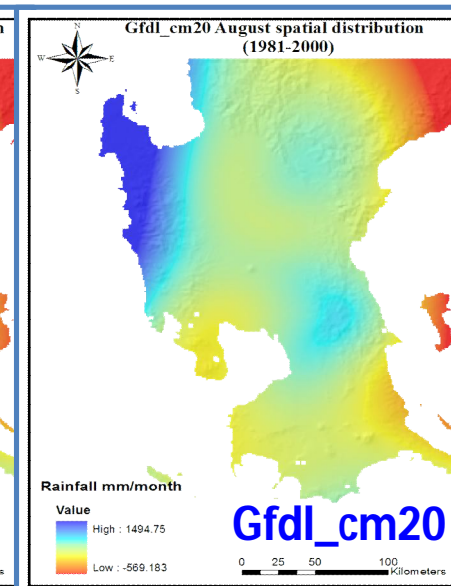 Gfdl_cm20 August spatial distribution
(1981-2000)
N
W E
S
Rainfall mm/month
Value
High : 1494.75
Low : -569.183
Gfdl_cm20
0 25 50 100
Kilometers